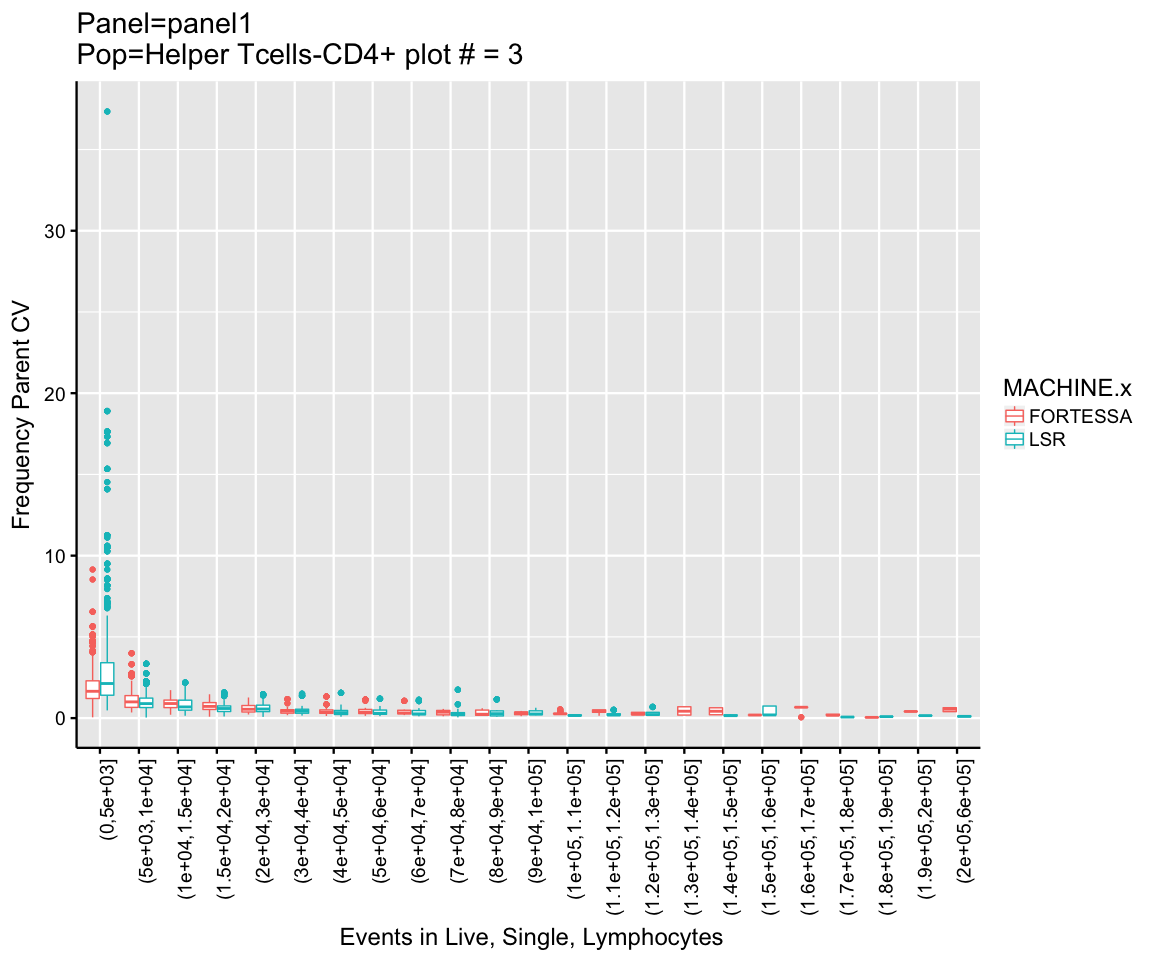 Panel=panel1
Pop=Helper Tcells-CD4+ plot # = 3
Frequency Parent CV
30
20
10
0
(0,5e+03]
(5e+03,1e+04]
(1e+04,1.5e+04]
(1.5e+04,2e+04]
(2e+04,3e+04]
(3e+04,4e+04]
(4e+04,5e+04]
(5e+04,6e+04]
(6e+04,7e+04]
(7e+04,8e+04]
(8e+04,9e+04]
(9e+04,1e+05]
(1e+05,1.1e+05]
(1.1e+05,1.2e+05]
(1.2e+05,1.3e+05]
(1.3e+05,1.4e+05]
(1.4e+05,1.5e+05]
(1.5e+05,1.6e+05]
(1.6e+05,1.7e+05]
(1.7e+05,1.8e+05]
(1.8e+05,1.9e+05]
(1.9e+05,2e+05]
(2e+05,6e+05]
Events in Live, Single, Lymphocytes
MACHINE.x
FORTESSA
LSR